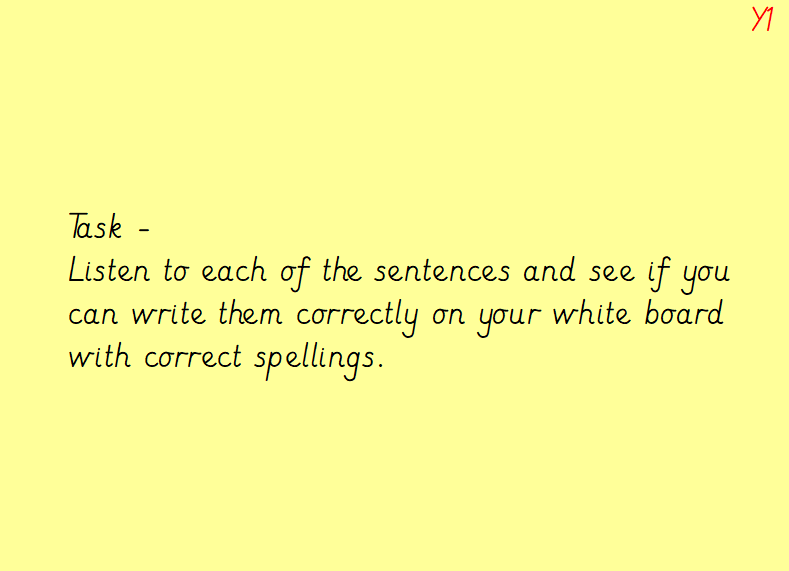 Y1
Task -
Listen to each of the sentences and see if you
can write them correctly on your white board
with correct spellings.